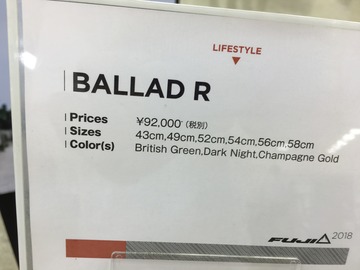 LIFESTYLE
BALLAD R
Prices ¥92,000- (税別)
Sizes 43cm,49cm,52cm,54cm,56cm,58cm
Color(s) British Green,Dark Night,Champagne Gold
FUJI 2018